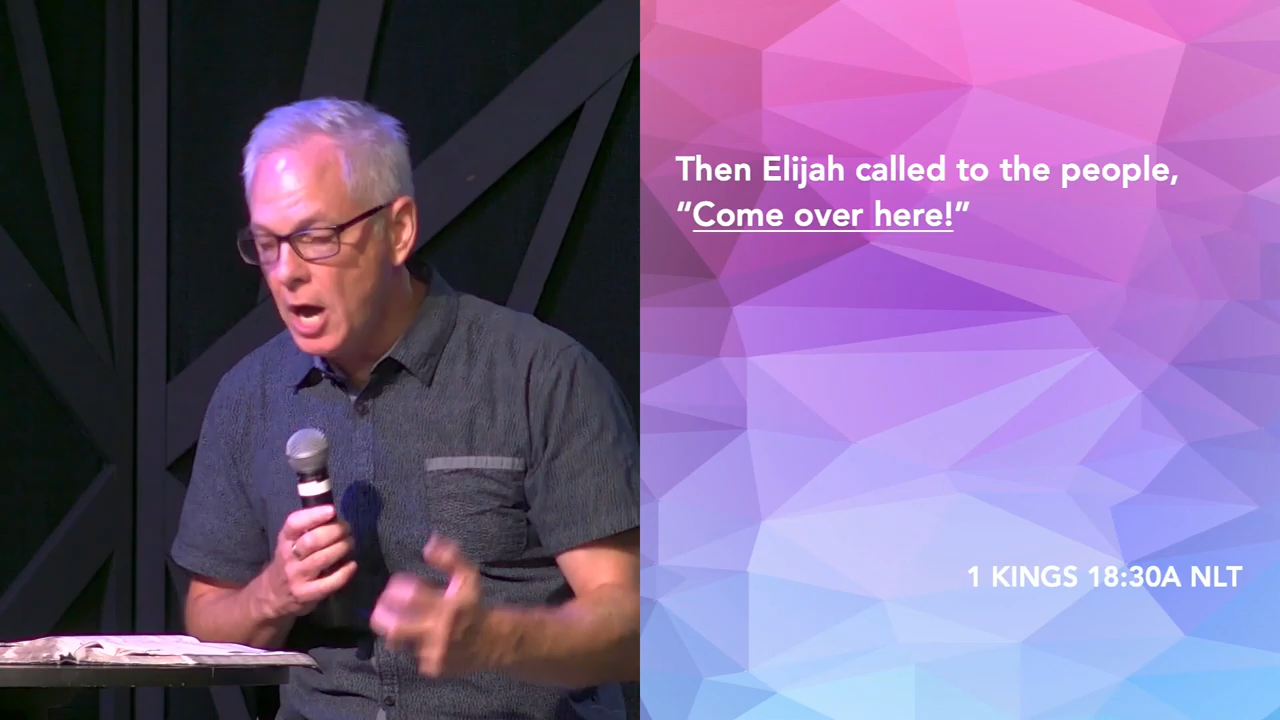 Then Elijah called to the people,
“Come over here!”
1 KINGS 18:30A NLT